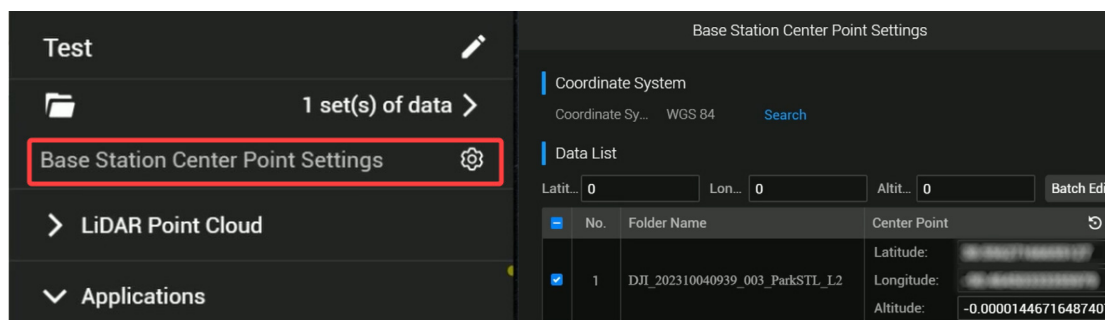 Test
1 set(s) of data
Base Station Center Point Settings
LiDAR Point Cloud
Applications
Base Station Center Point Settings
Coordinate System
Coordinate Sy... WGS 84 Search
Data List
Latit... 0 Lon... 0 Altit... 0 Batch Edi
No. Folder Name Center Point
Latitude:
1 DJI_202310040939_003_ParkSTL_L2 Longitude:
Altitude: -0.0000144671648740